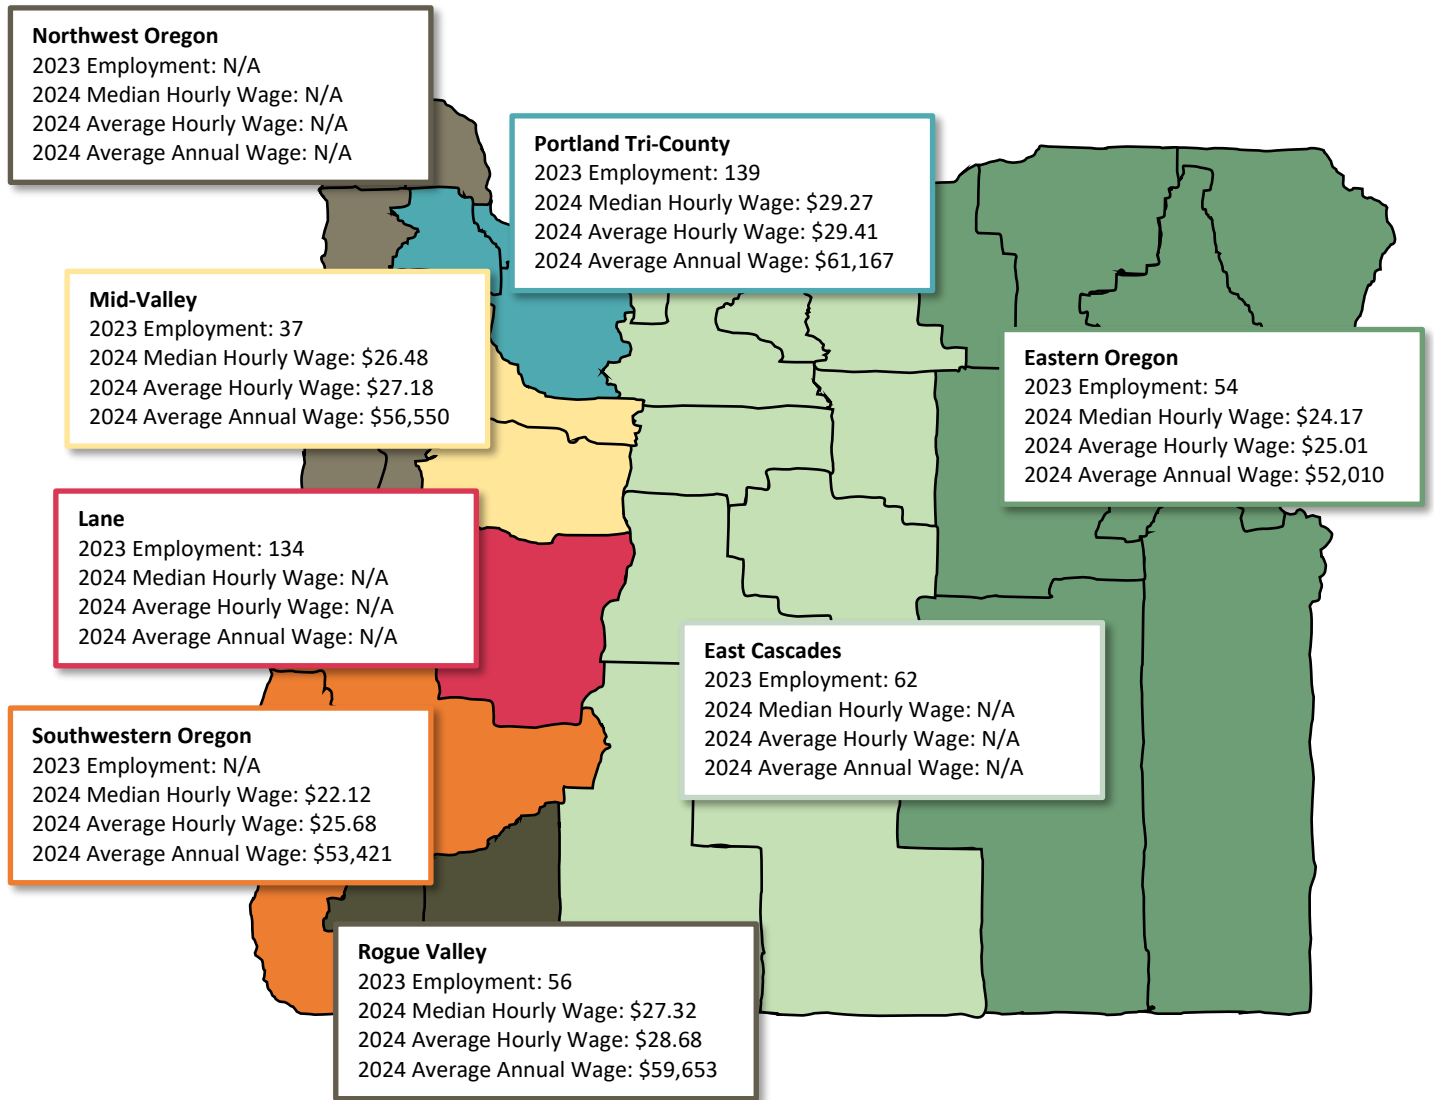 Northwest Oregon
2023 Employment: N/A
2024 Median Hourly Wage: N/A
2024 Average Hourly Wage: N/A
2024 Average Annual Wage: N/A
Portland Tri-County
2023 Employment: 139
2024 Median Hourly Wage: $29.27
2024 Average Hourly Wage: $29.41
2024 Average Annual Wage: $61,167
Mid-Valley
2023 Employment: 37
2024 Median Hourly Wage: $26.48
2024 Average Hourly Wage: $27.18
2024 Average Annual Wage: $56,550
Eastern Oregon
2023 Employment: 54
2024 Median Hourly Wage: $24.17
2024 Average Hourly Wage: $25.01
2024 Average Annual Wage: $52,010
Lane
2023 Employment: 134
2024 Median Hourly Wage: N/A
2024 Average Hourly Wage: N/A
2024 Average Annual Wage: N/A
East Cascades
2023 Employment: 62
2024 Median Hourly Wage: N/A
2024 Average Hourly Wage: N/A
2024 Average Annual Wage: N/A
Southwestern Oregon
2023 Employment: N/A
2024 Median Hourly Wage: $22.12
2024 Average Hourly Wage: $25.68
2024 Average Annual Wage: $53,421
Rogue Valley
2023 Employment: 56
2024 Median Hourly Wage: $27.32
2024 Average Hourly Wage: $28.68
2024 Average Annual Wage: $59,653